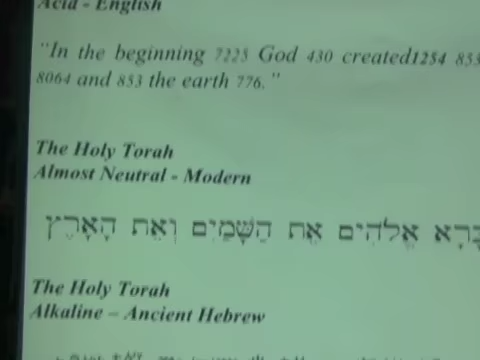 Acid - English
"In the beginning 7225 God 430 created1254 853
8064 and 853 the earth 776."
The Holy Torah
Almost Neutral - Modern
בָּרָא אֱלֹהִים אֵת הַשָּׁמַיִם וְאֵת הָאָרֶץ
The Holy Torah
Alkaline – Ancient Hebrew